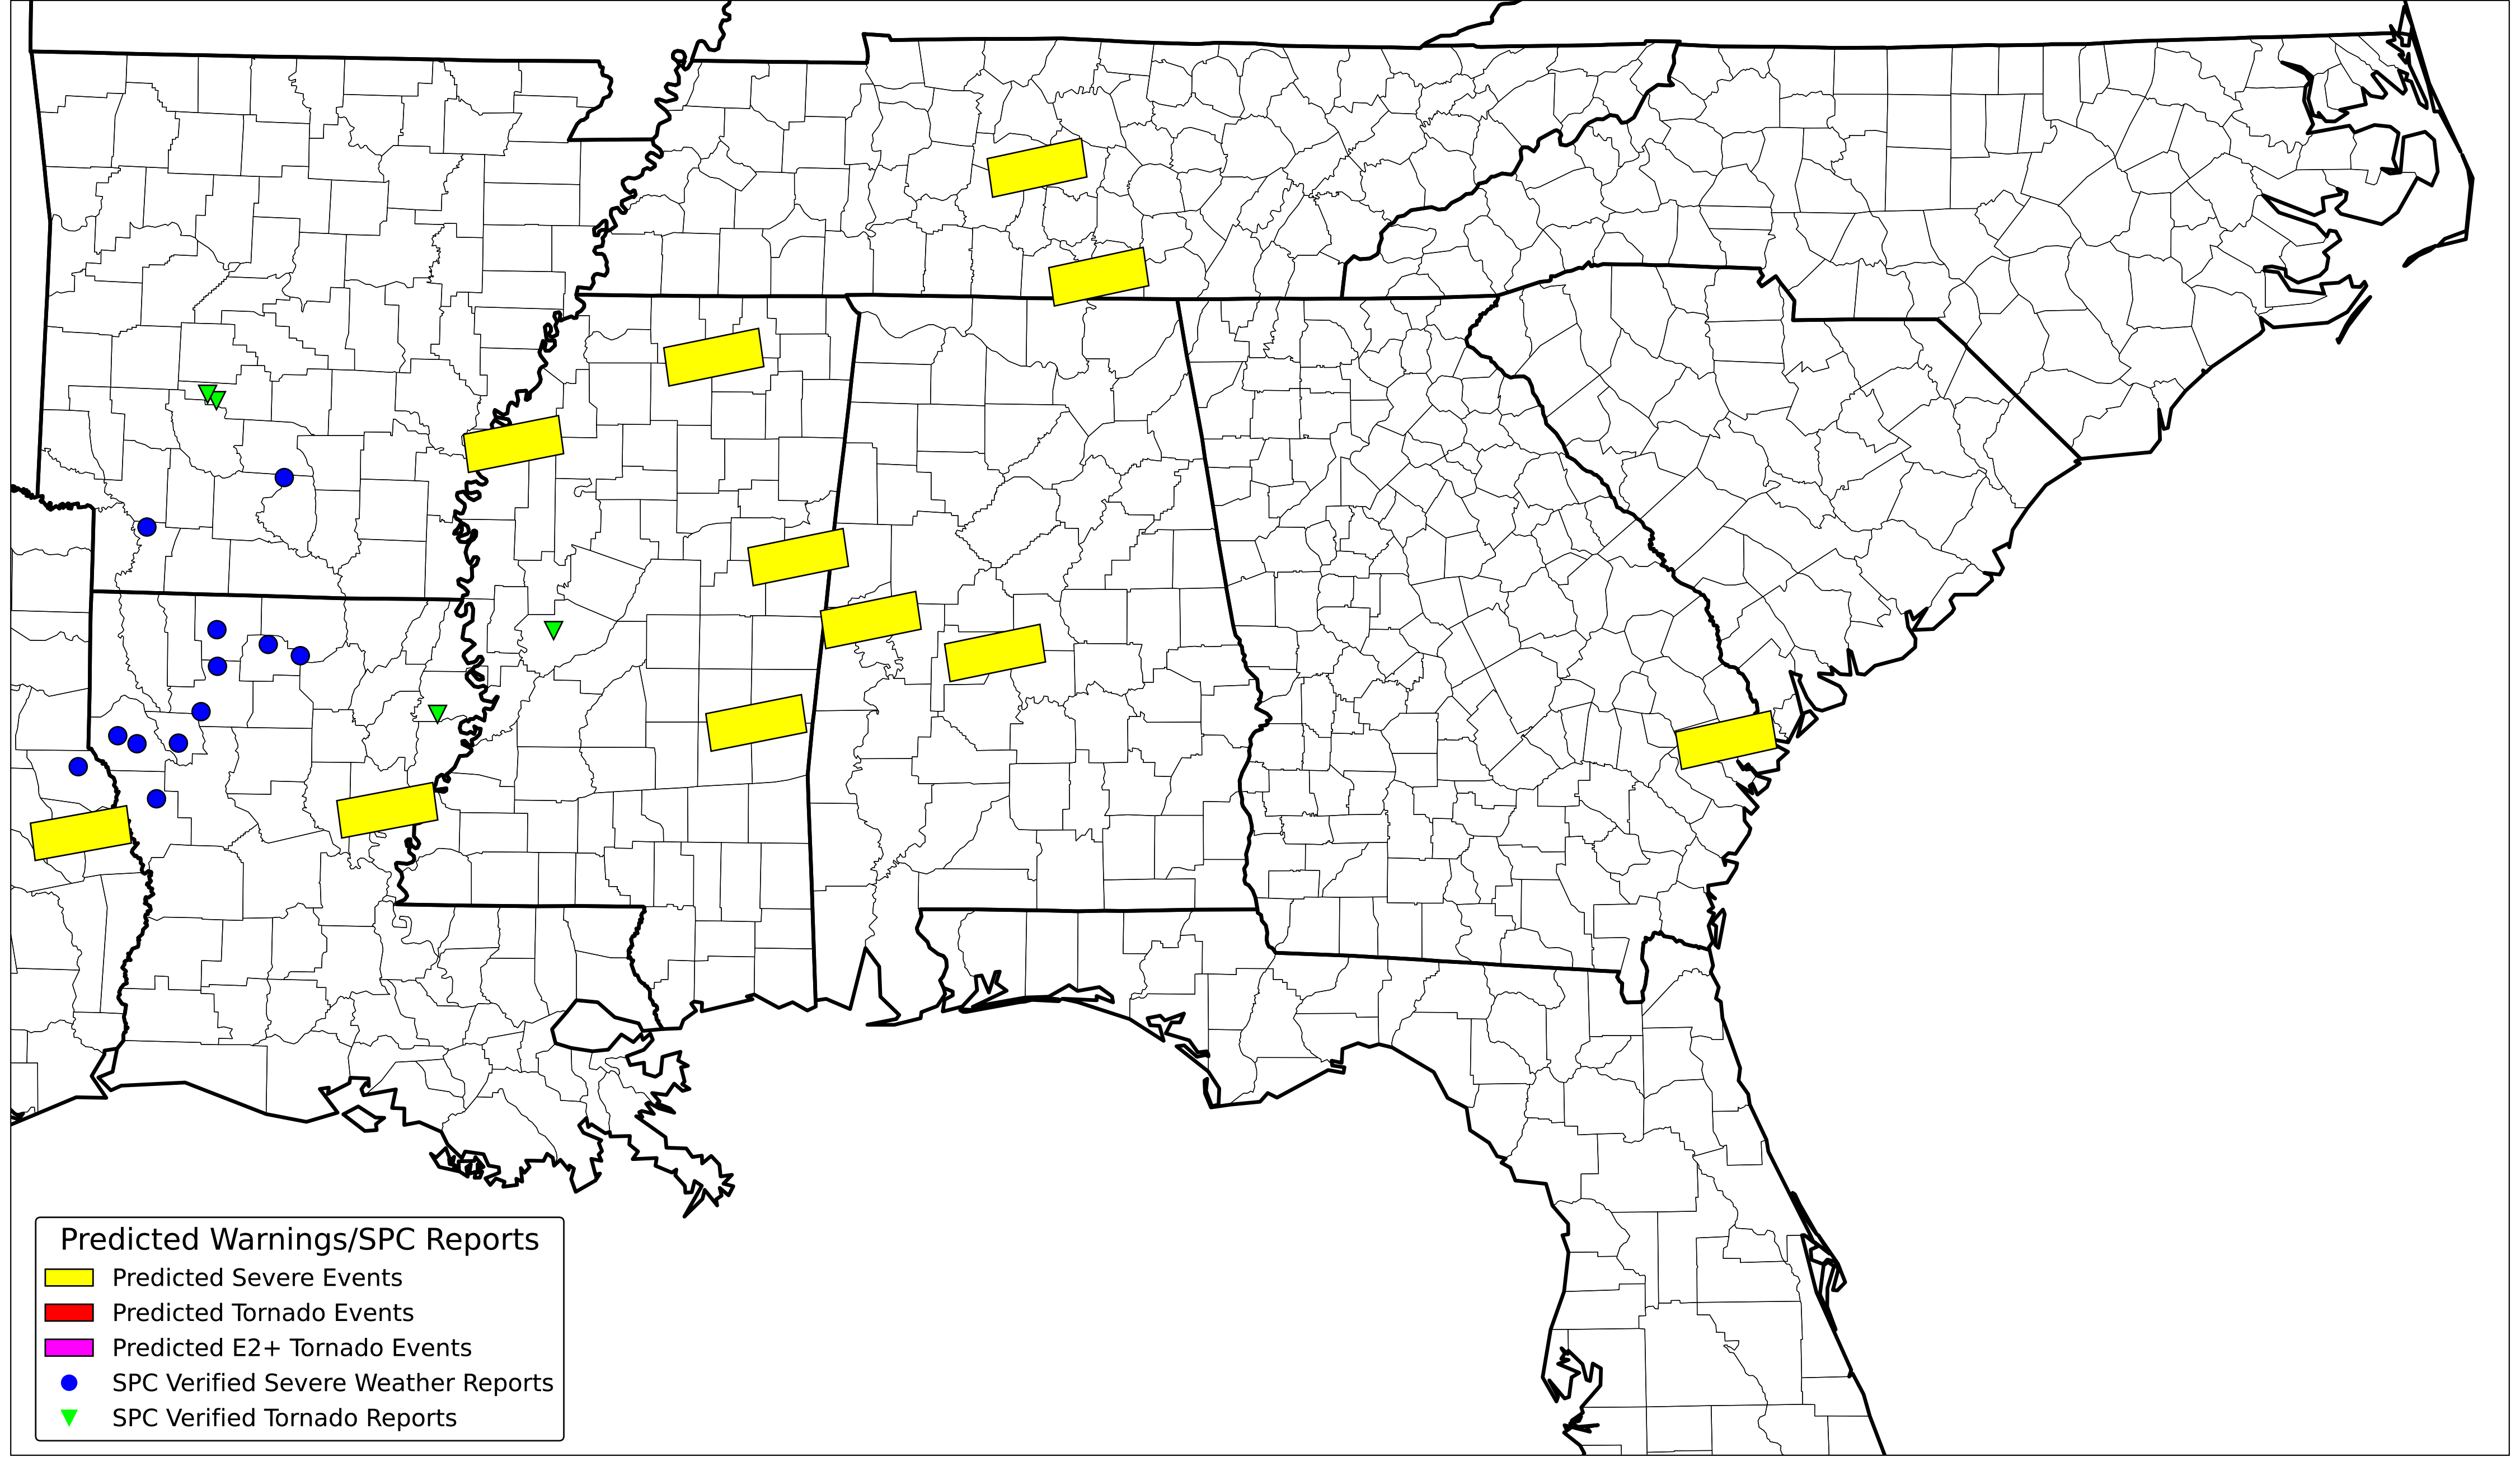 Predicted Warnings/SPC Reports
Predicted Severe Events
Predicted Tornado Events
Predicted E2+ Tornado Events
SPC Verified Severe Weather Reports
SPC Verified Tornado Reports